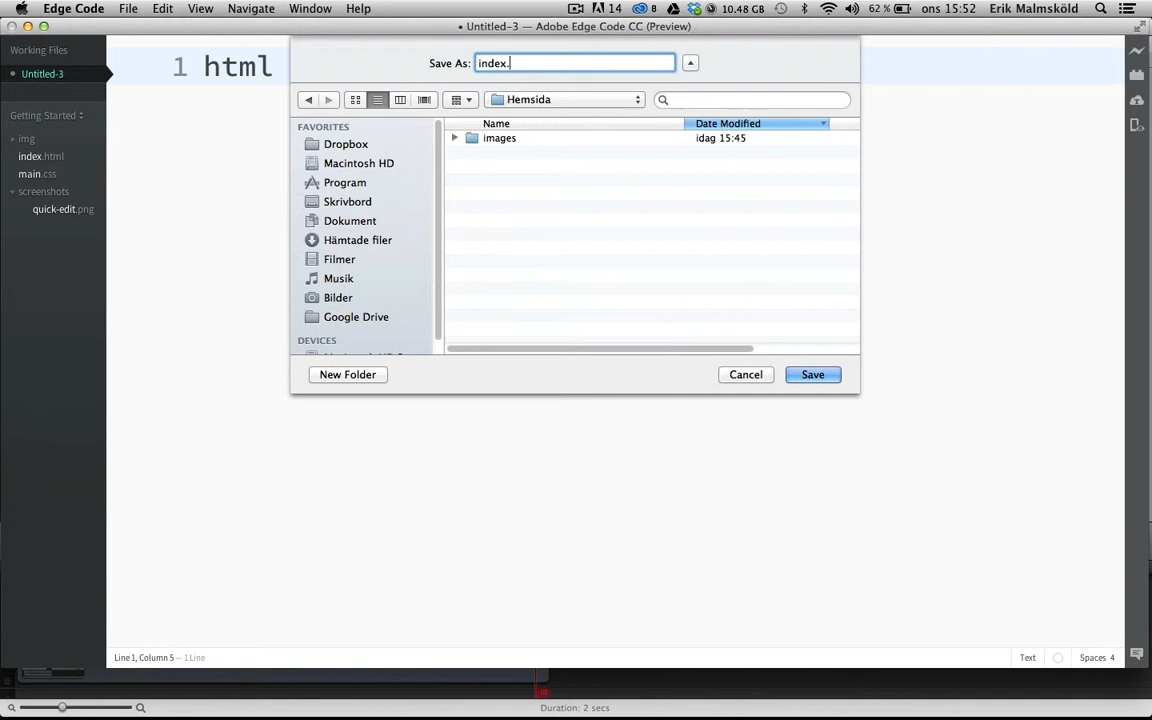 Edge Code File Edit View Navigate Window Help 14 8 10.48 GB 62 % ons 15:52 Erik Malmsköld
• Untitled-3 — Adobe Edge Code CC (Preview)
Working Files
Untitled-3
Getting Started
img
index.html
main.css
screenshots
quick-edit.png
1 html
Save As: index.
Hemsida
FAVORITES
Dropbox
Macintosh HD
Program
Skrivbord
Dokument
Hämtade filer
Filmer
Musik
Bilder
Google Drive
DEVICES
Name Date Modified
images idag 15:45
New Folder Cancel Save
Line 1, Column 5 — 1 Line Text Spaces 4
Duration: 2 secs